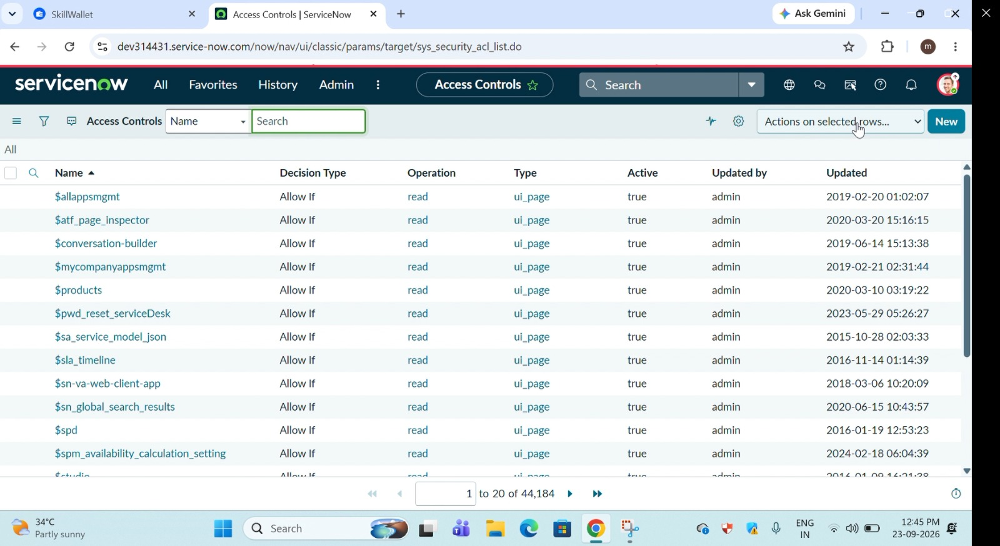 SkillWallet
Access Controls | ServiceNow
Ask Gemini
dev314431.service-now.com/now/nav/ui/classic/params/target/sys_security_acl_list.do
m
servicenow All Favorites History Admin Access Controls Search
Access Controls Name Search Actions on selected rows... New
All
Name Decision Type Operation Type Active Updated by Updated
$allappsmgmt Allow If read ui_page true admin 2019-02-20 01:02:07
$atf_page_inspector Allow If read ui_page true admin 2020-03-20 15:16:15
$conversation-builder Allow If read ui_page true admin 2019-06-14 15:13:38
$mycompanyappsmgmt Allow If read ui_page true admin 2019-02-21 02:31:44
$products Allow If read ui_page true admin 2020-03-10 03:19:22
$pwd_reset_serviceDesk Allow If read ui_page true admin 2023-05-29 05:26:27
$sa_service_model_json Allow If read ui_page true admin 2015-10-28 02:03:33
$sla_timeline Allow If read ui_page true admin 2016-11-14 01:14:39
$sn-va-web-client-app Allow If read ui_page true admin 2018-03-06 10:20:09
$sn_global_search_results Allow If read ui_page true admin 2020-06-15 10:43:57
$spd Allow If read ui_page true admin 2016-01-19 12:53:23
$spm_availability_calculation_setting Allow If read ui_page true admin 2024-02-18 06:04:39
1 to 20 of 44,184
34°C
Partly sunny
Search
ENG
IN
12:45 PM
23-09-2026